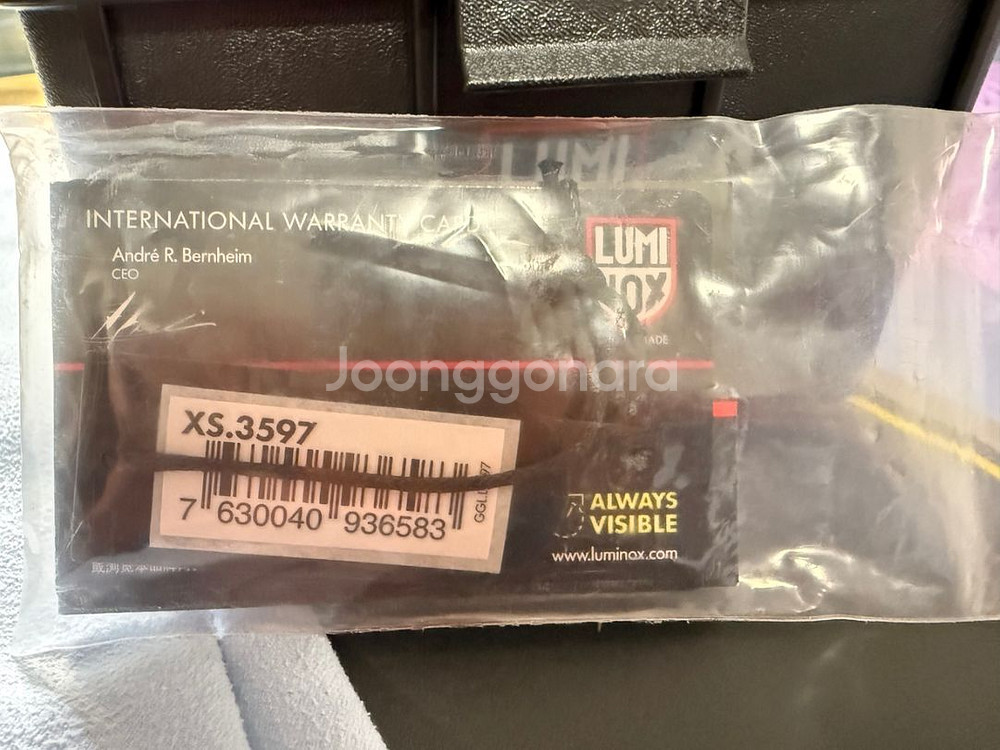 LUMI
INTERNATIONAL WARRANTY CARD
André R. Bernheim
CEO
LUMI
NOX
Joonggonara
XS.3597
7 630040 936583
ALWAYS
VISIBLE
www.luminox.com